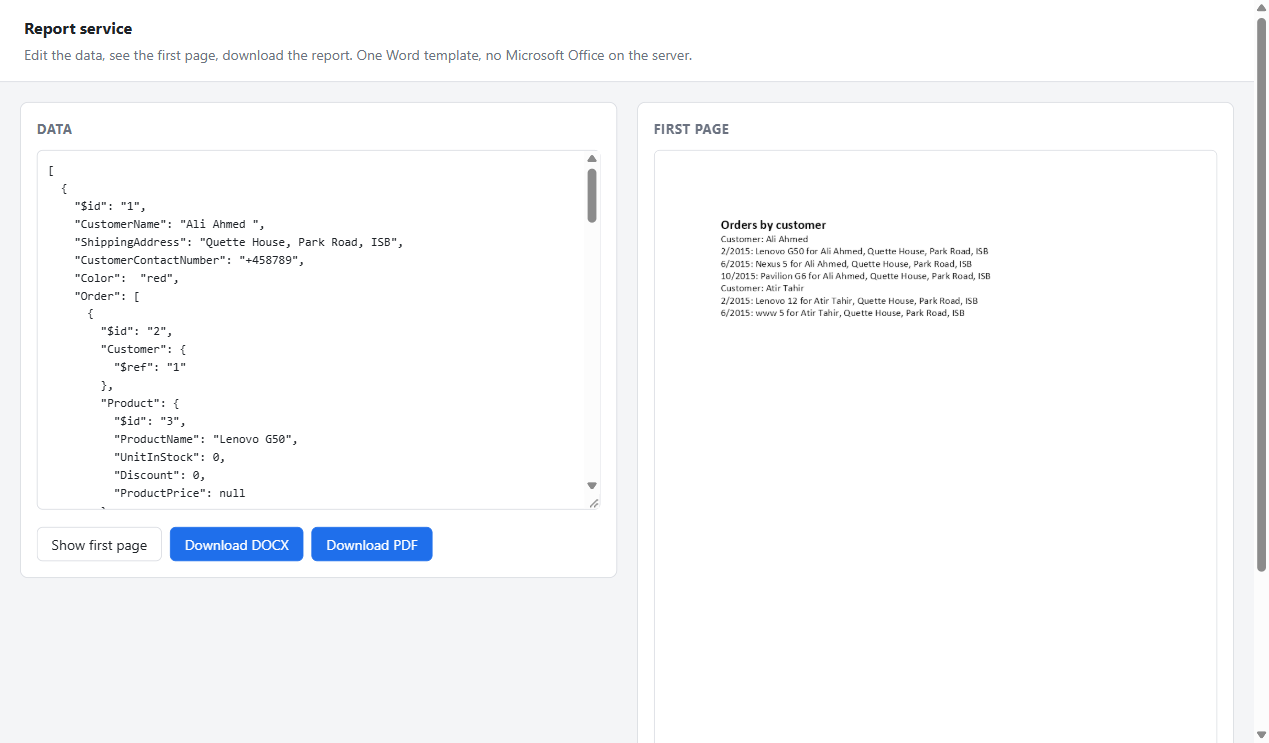 Report service
Edit the data, see the first page, download the report. One Word template, no Microsoft Office on the server.
DATA
[
  {
    "$id": "1",
    "CustomerName": "Ali Ahmed ",
    "ShippingAddress": "Quette House, Park Road, ISB",
    "CustomerContactNumber": "+458789",
    "Color":  "red",
    "Order": [
      {
        "$id": "2",
        "Customer": {
          "$ref": "1"
        },
        "Product": {
          "$id": "3",
          "ProductName": "Lenovo G50",
          "UnitInStock": 0,
          "Discount": 0,
          "ProductPrice": null
Show first page
Download DOCX
Download PDF
FIRST PAGE
Orders by customer
Customer: Ali Ahmed
2/2015: Lenovo G50 for Ali Ahmed, Quette House, Park Road, ISB
6/2015: Nexus 5 for Ali Ahmed, Quette House, Park Road, ISB
10/2015: Pavilion G6 for Ali Ahmed, Quette House, Park Road, ISB
Customer: Atir Tahir
2/2015: Lenovo 12 for Atir Tahir, Quette House, Park Road, ISB
6/2015: www 5 for Atir Tahir, Quette House, Park Road, ISB